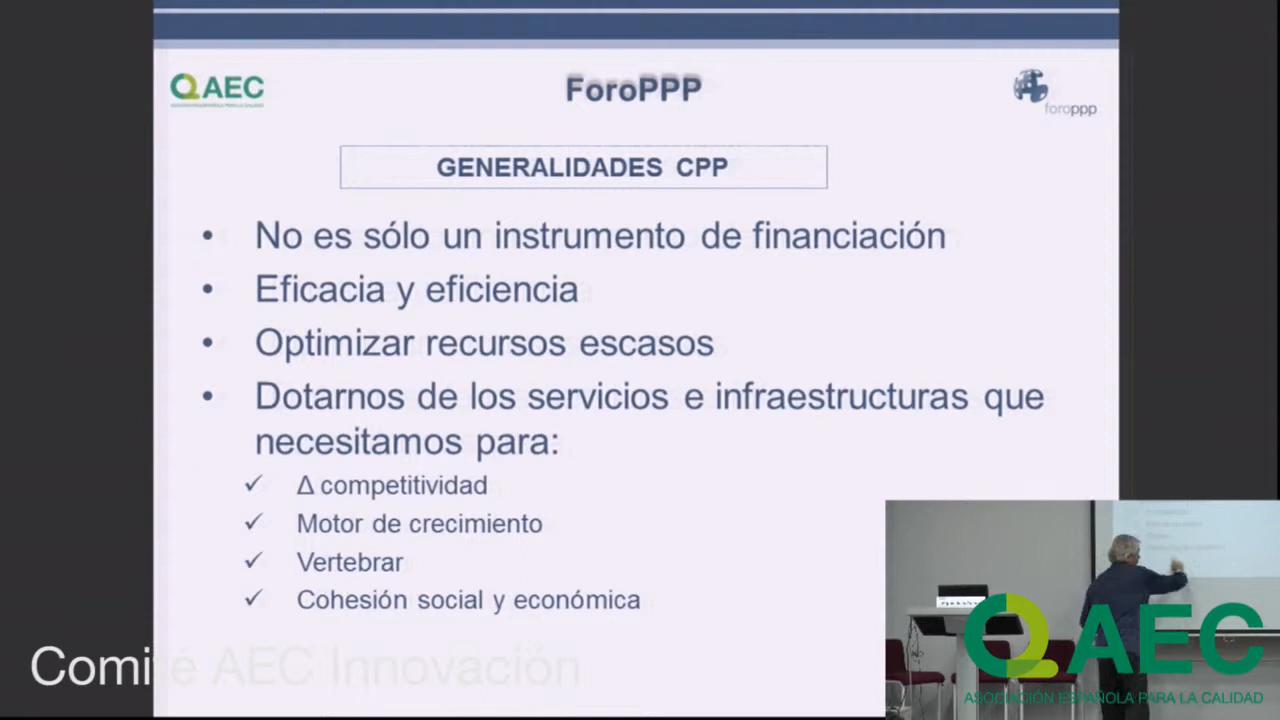 AEC
ForoPPP
foroppp
GENERALIDADES CPP
• No es sólo un instrumento de financiación
• Eficacia y eficiencia
• Optimizar recursos escasos
• Dotarnos de los servicios e infraestructuras que
necesitamos para:
✓ Δ competitividad
✓ Motor de crecimiento
✓ Vertebrar
✓ Cohesión social y económica
Comité AEC Innovación
AEC
ASOCIACIÓN ESPAÑOLA PARA LA CALIDAD